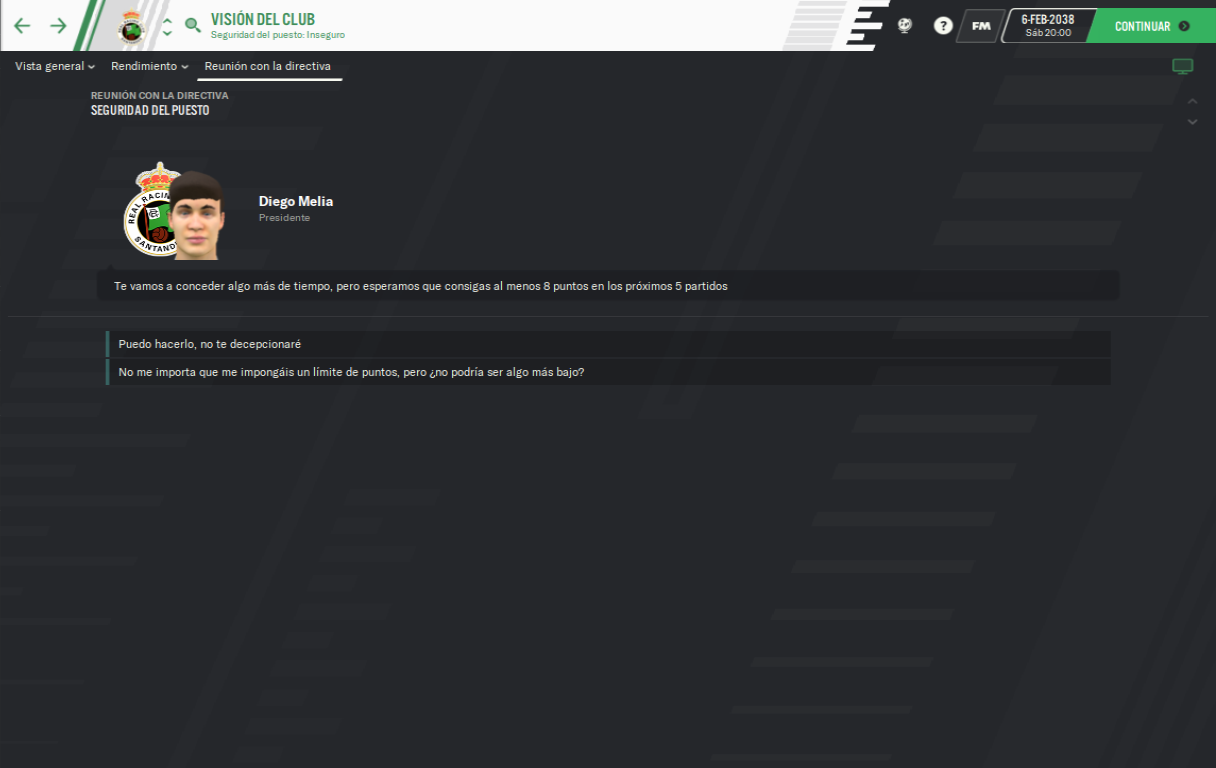 VISIÓN DEL CLUB
Seguridad del puesto: Inseguro
?
FM
6-FEB-2038
Sáb 20:00
CONTINUAR
Vista general
Rendimiento
Reunión con la directiva
REUNIÓN CON LA DIRECTIVA
SEGURIDAD DEL PUESTO
REAL RACIN
SANTAND
Diego Melia
Presidente
Te vamos a conceder algo más de tiempo, pero esperamos que consigas al menos 8 puntos en los próximos 5 partidos
Puedo hacerlo, no te decepcionaré
No me importa que me impongáis un límite de puntos, pero ¿no podría ser algo más bajo?